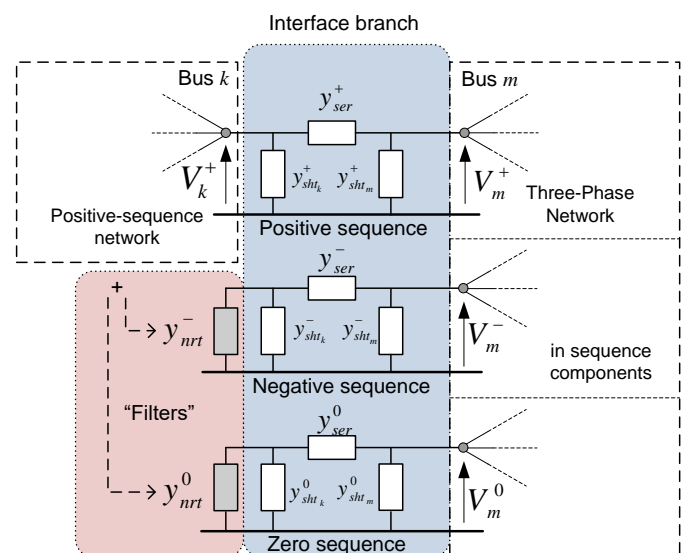 Interface branch
Bus k
Bus m
y⁺ser
V⁺k
y⁺shtk
y⁺shtm
V⁺m
Positive-sequence
network
Three-Phase
Network
Positive sequence
+
y⁻ser
y⁻nrt
y⁻shtk
y⁻shtm
V⁻m
in sequence
components
Negative sequence
“Filters”
y⁰ser
y⁰nrt
y⁰shtk
y⁰shtm
V⁰m
Zero sequence